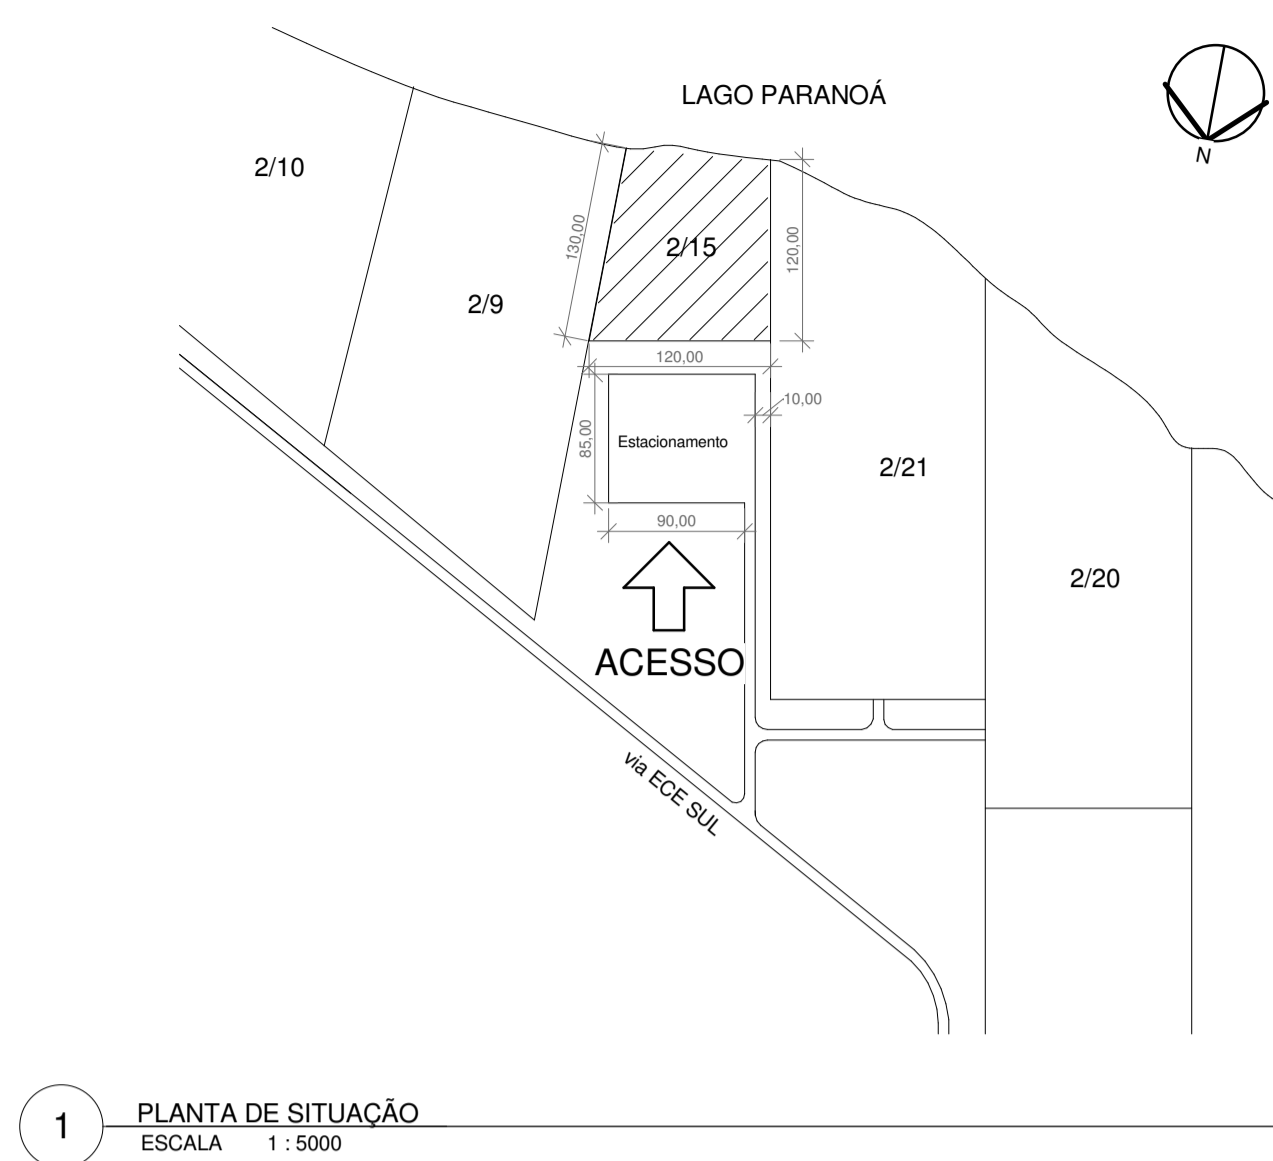 LAGO PARANOÁ
N
2/10
130,00
2/15
120,00
2/9
120,00
10,00
85,00
Estacionamento
2/21
90,00
2/20
ACESSO
via ECE SUL
1
PLANTA DE SITUAÇÃO
ESCALA 1 : 5000